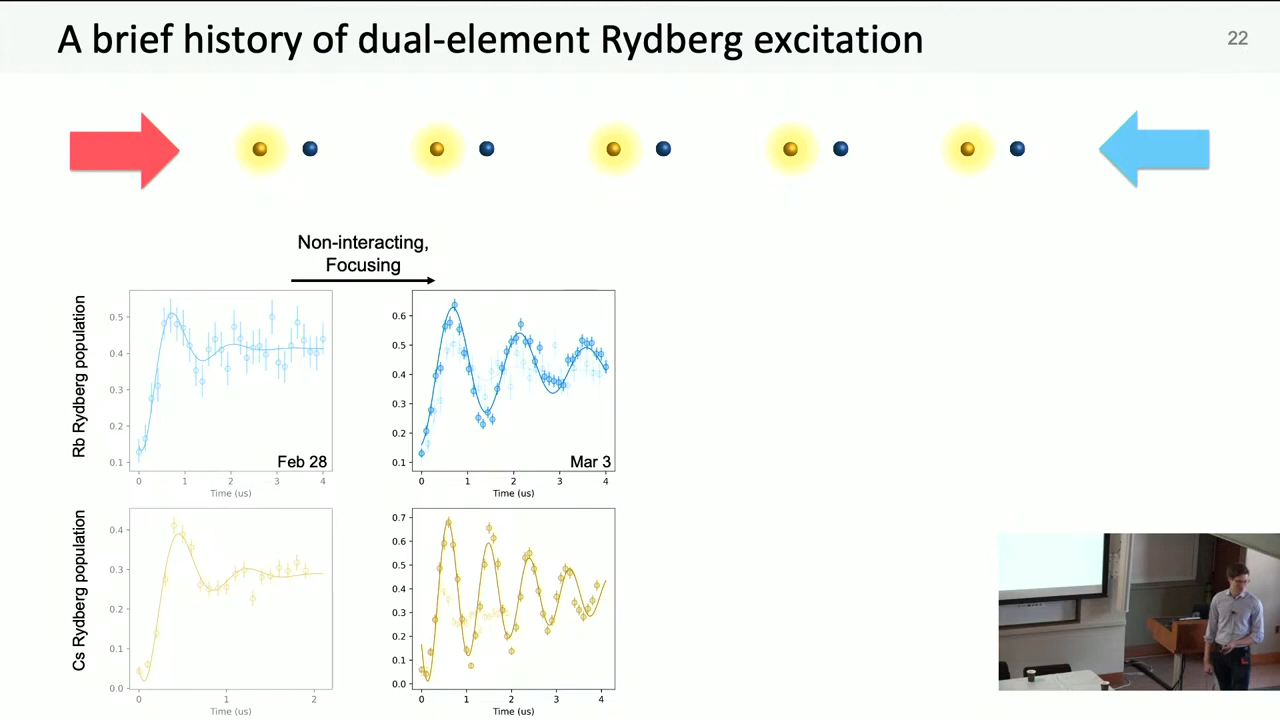 A brief history of dual-element Rydberg excitation
22
Non-interacting,
Focusing
Rb Rydberg population
0.5
0.4
0.3
0.2
0.1
0 1 2 3 4
Time (us)
Feb 28
0.6
0.5
0.4
0.3
0.2
0.1
0 1 2 3 4
Time (us)
Mar 3
Cs Rydberg population
0.4
0.3
0.2
0.1
0.0
0 1 2
Time (us)
0.7
0.6
0.5
0.4
0.3
0.2
0.1
0.0
0 1 2 3 4
Time (us)